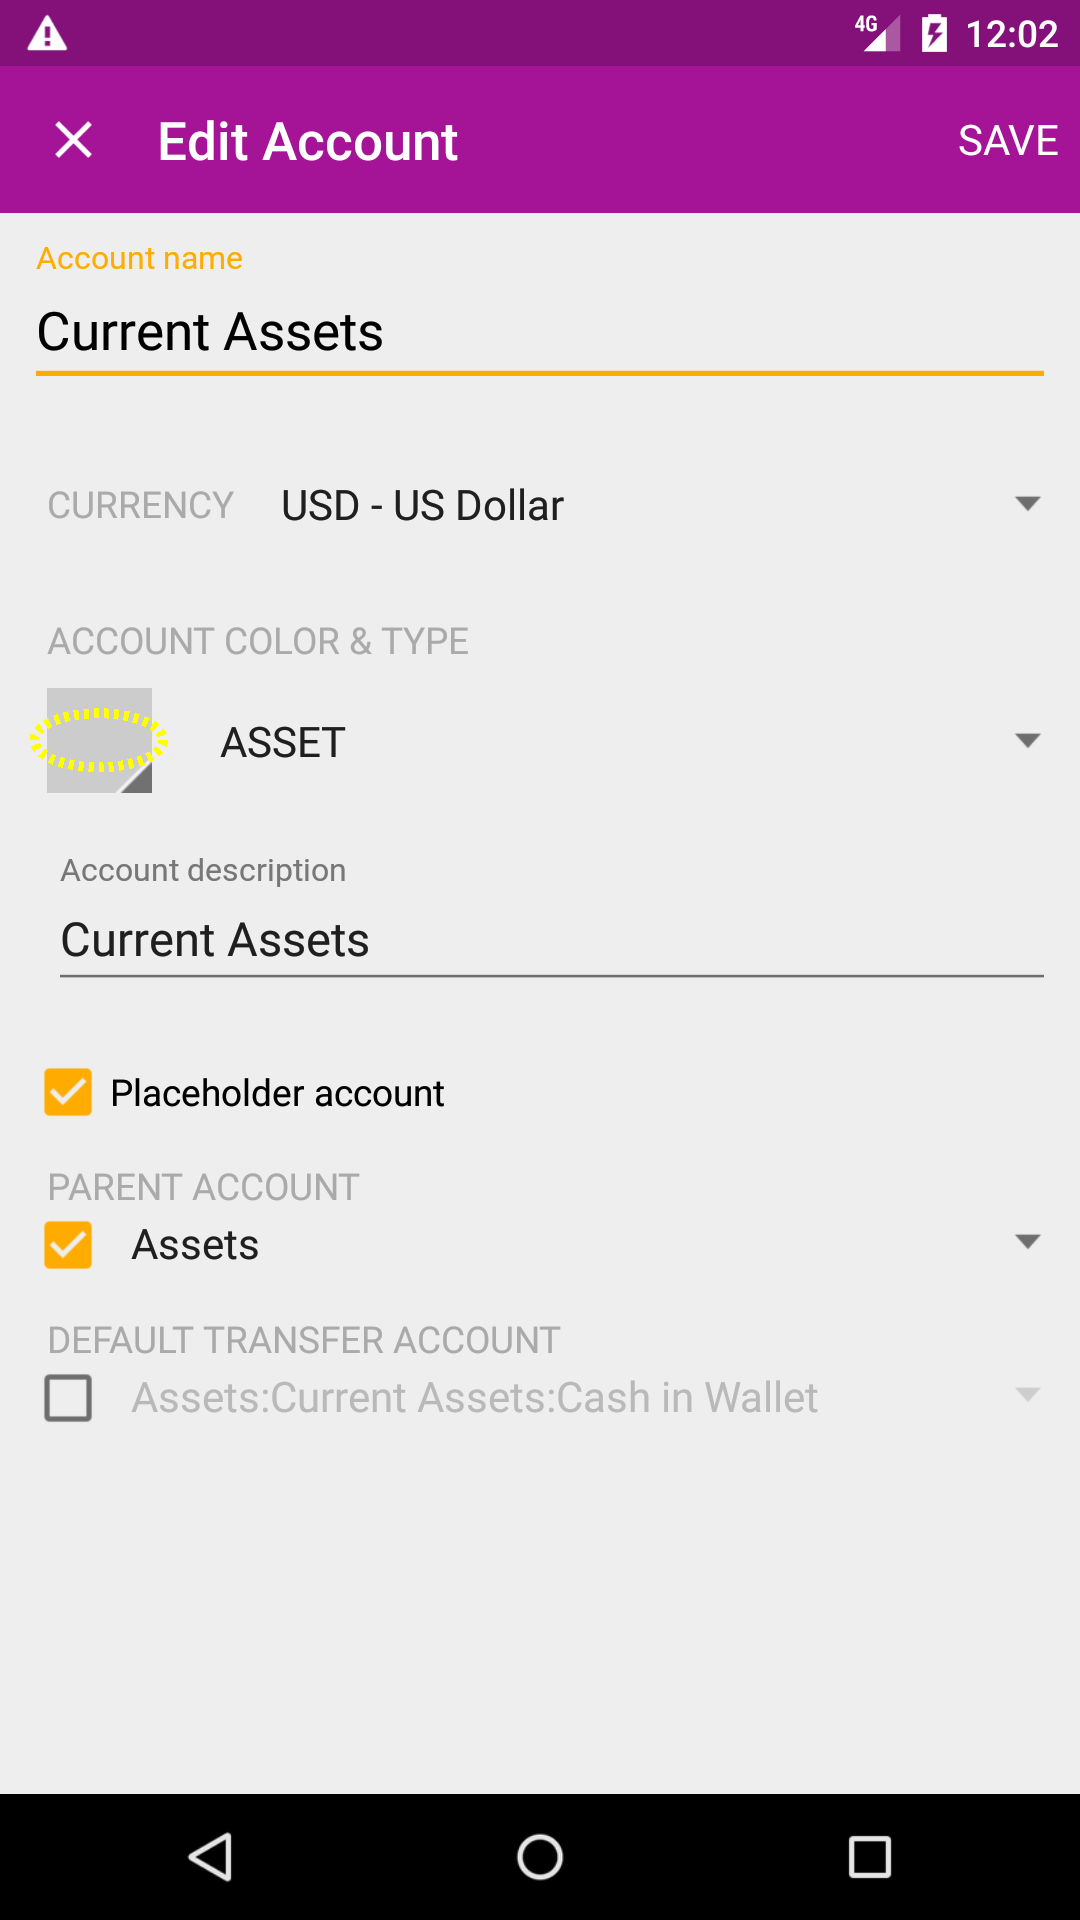 4G 12:02
Edit Account SAVE
Account name
Current Assets
CURRENCY USD - US Dollar
ACCOUNT COLOR & TYPE
ASSET
Account description
Current Assets
Placeholder account
PARENT ACCOUNT
Assets
DEFAULT TRANSFER ACCOUNT
Assets:Current Assets:Cash in Wallet